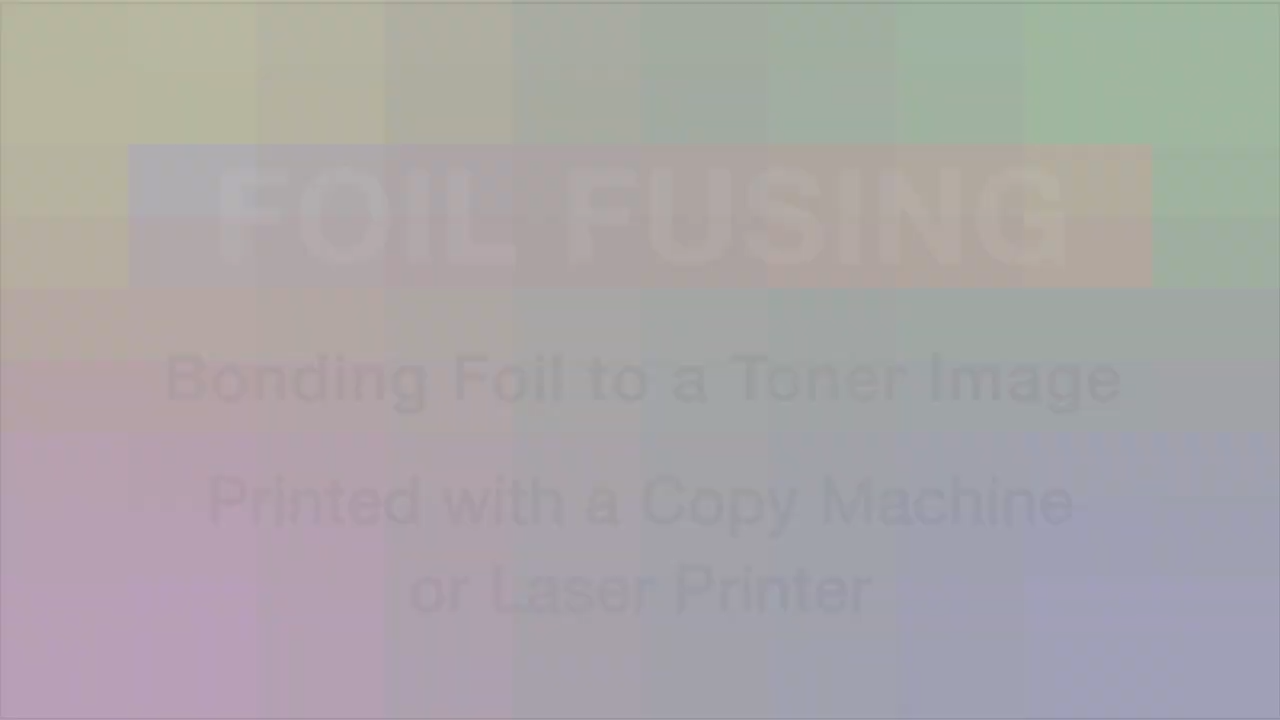 FOIL FUSING
Bonding Foil to a Toner Image
Printed with a Copy Machine
or Laser Printer